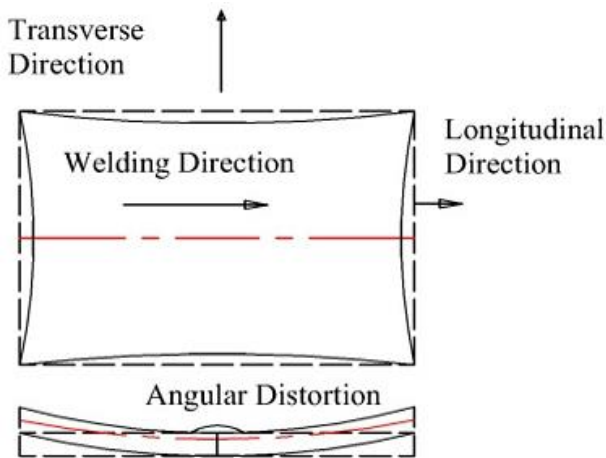 Transverse
Direction
Longitudinal
Direction
Welding Direction
Angular Distortion